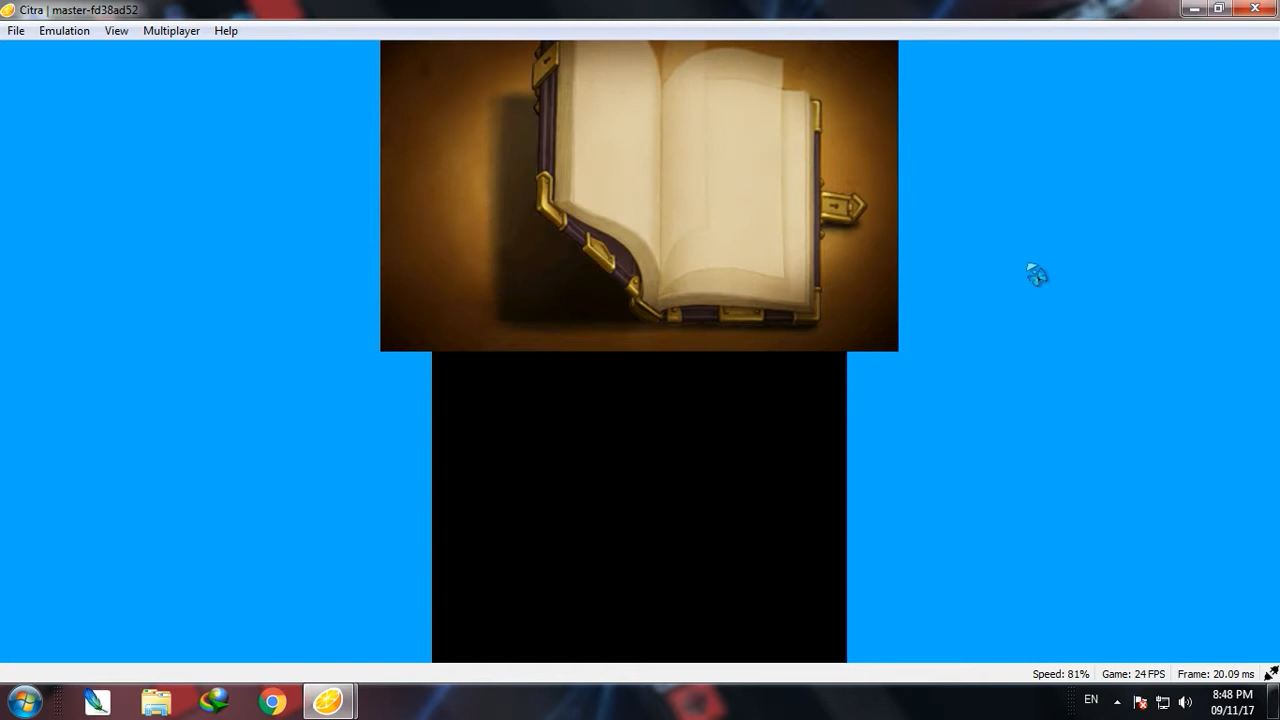 Citra | master-fd38ad52
File Emulation View Multiplayer Help
Speed: 81% Game: 24 FPS Frame: 20.09 ms
EN 8:48 PM
09/11/17